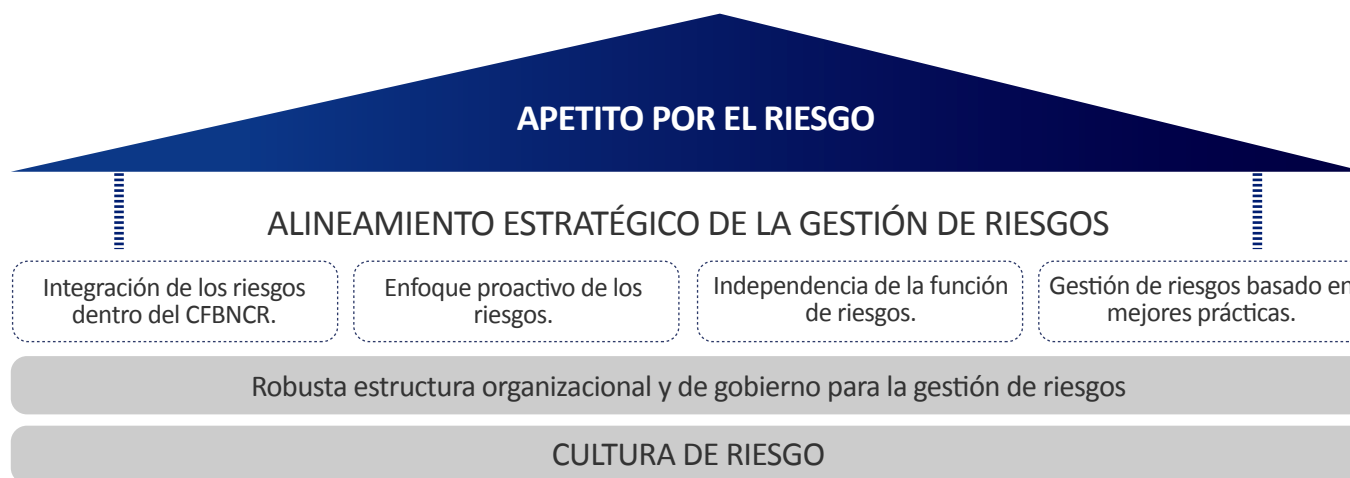 APETITO POR EL RIESGO
ALINEAMIENTO ESTRATÉGICO DE LA GESTIÓN DE RIESGOS
Integración de los riesgos
dentro del CFBNCR.
Enfoque proactivo de los
riesgos.
Independencia de la función
de riesgos.
Gestión de riesgos basado en
mejores prácticas.
Robusta estructura organizacional y de gobierno para la gestión de riesgos
CULTURA DE RIESGO